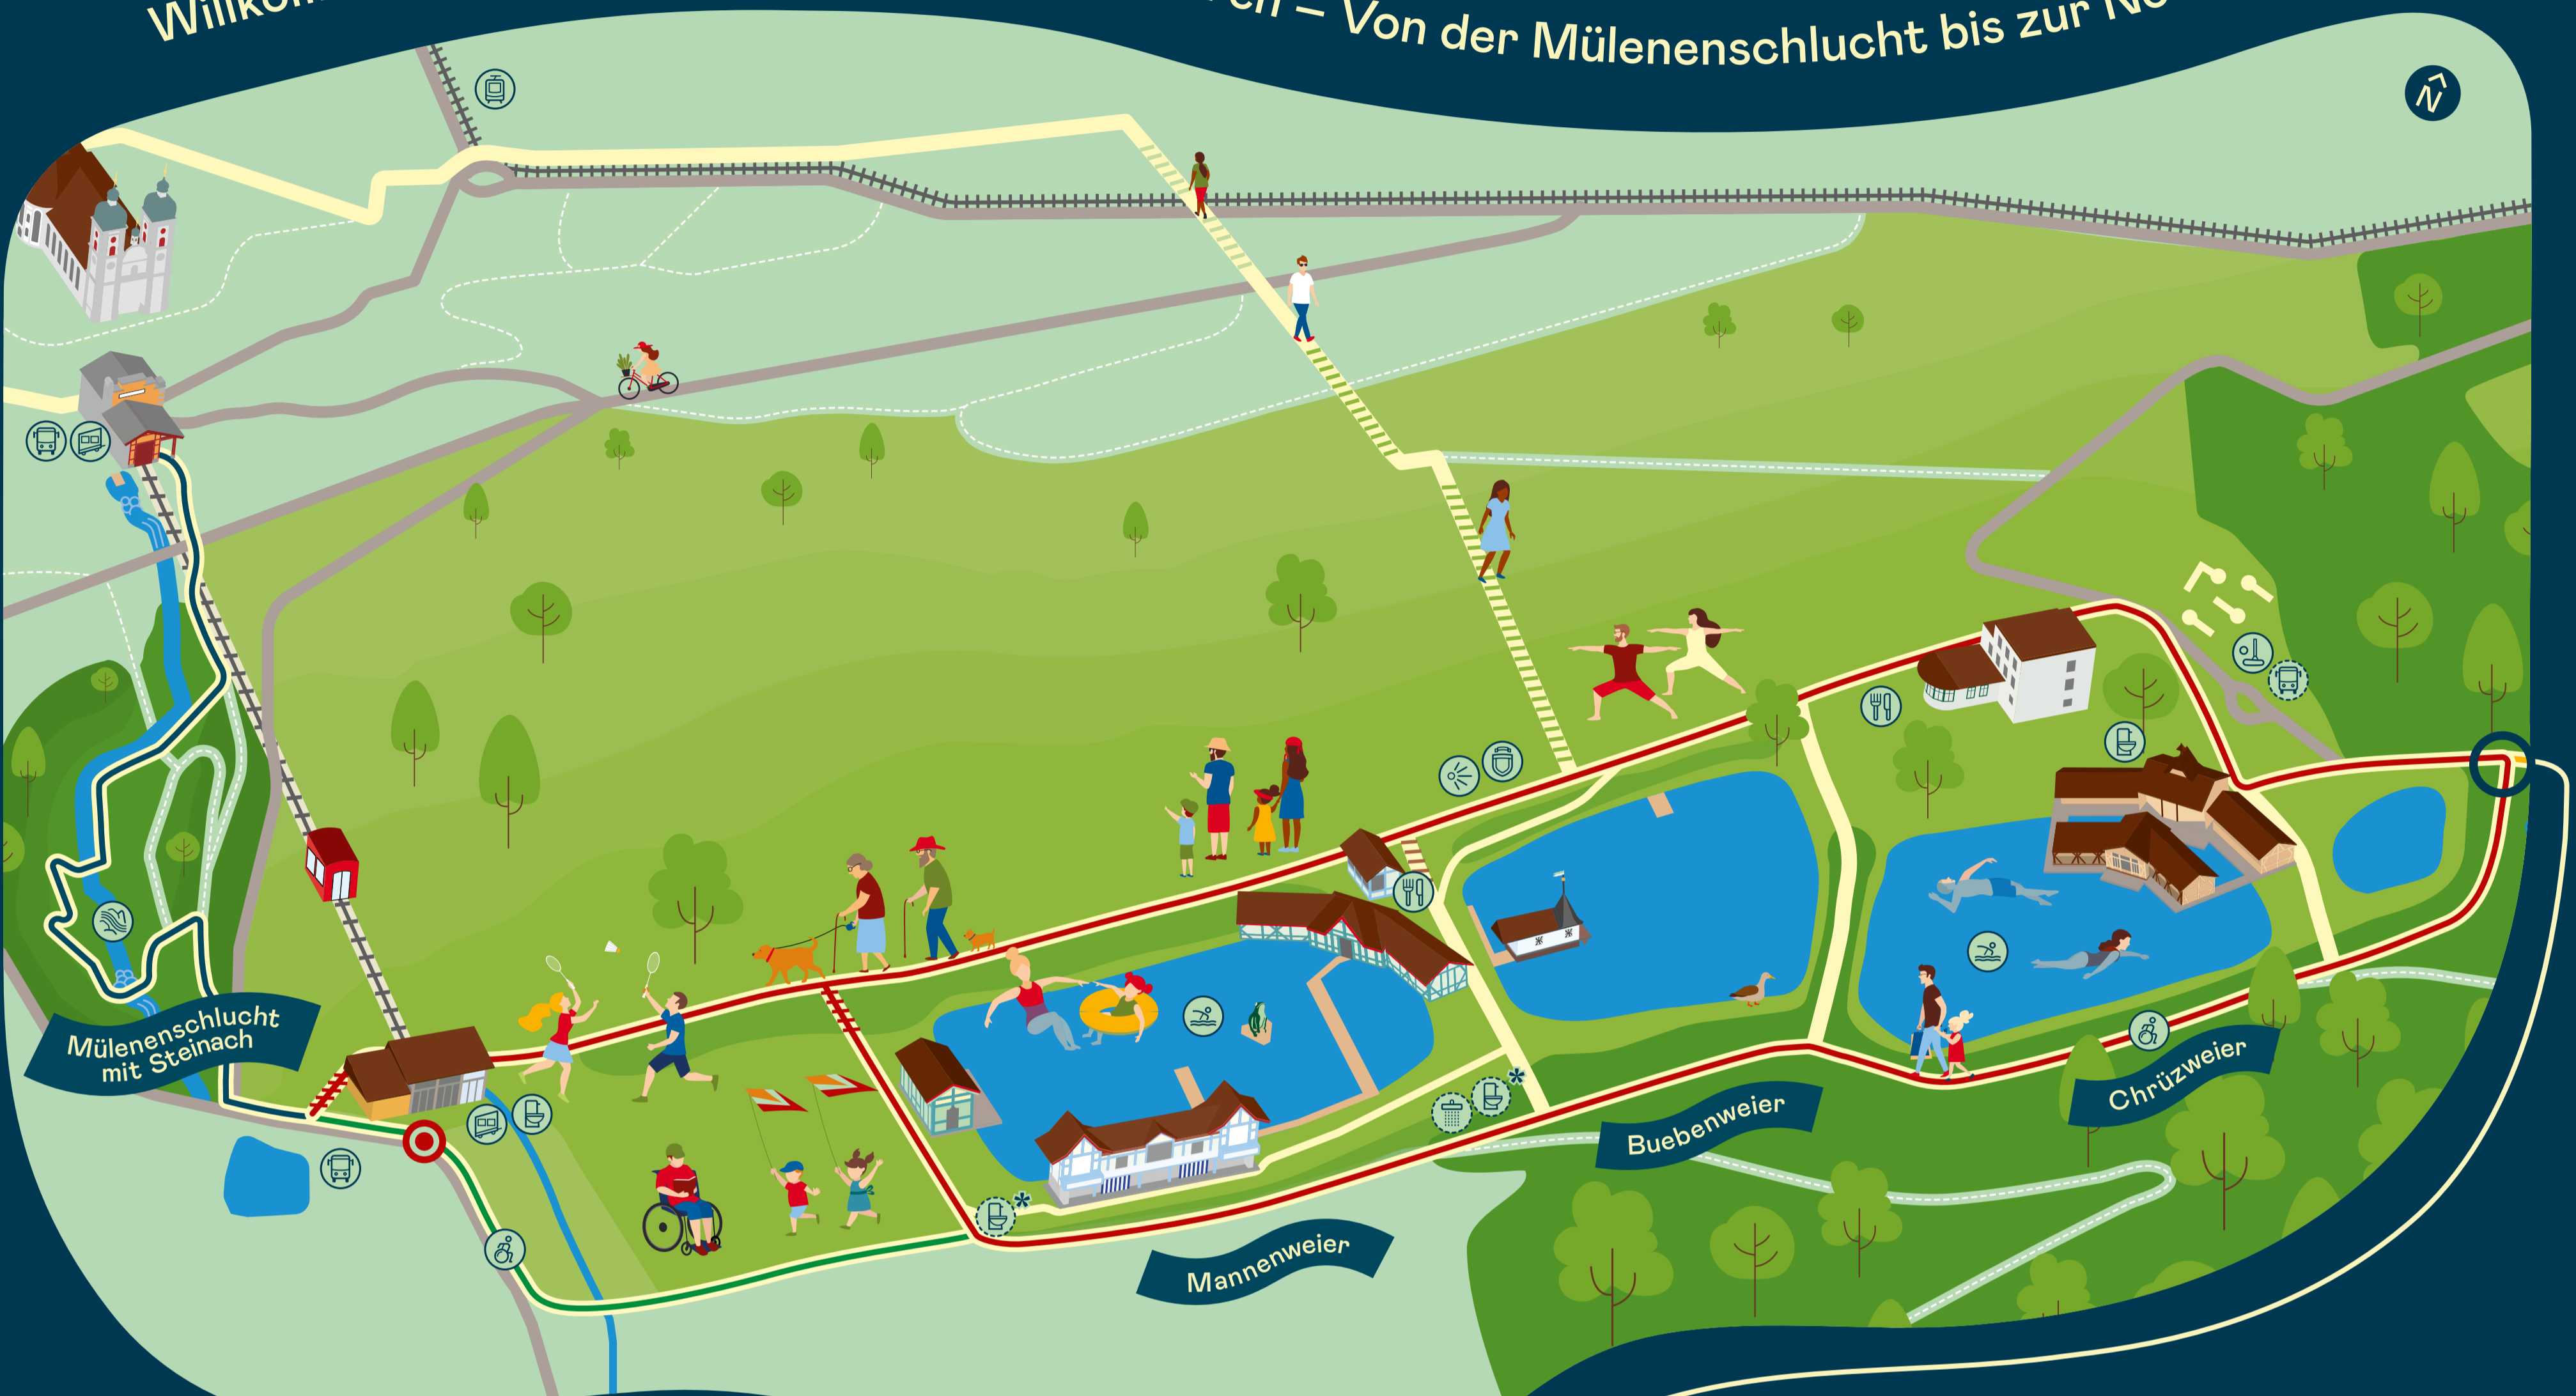 – Von der Mülenenschlucht bis zur
N
Mülenenschlucht
mit Steinach
Mannenweier
Buebenweier
Chrüzweier